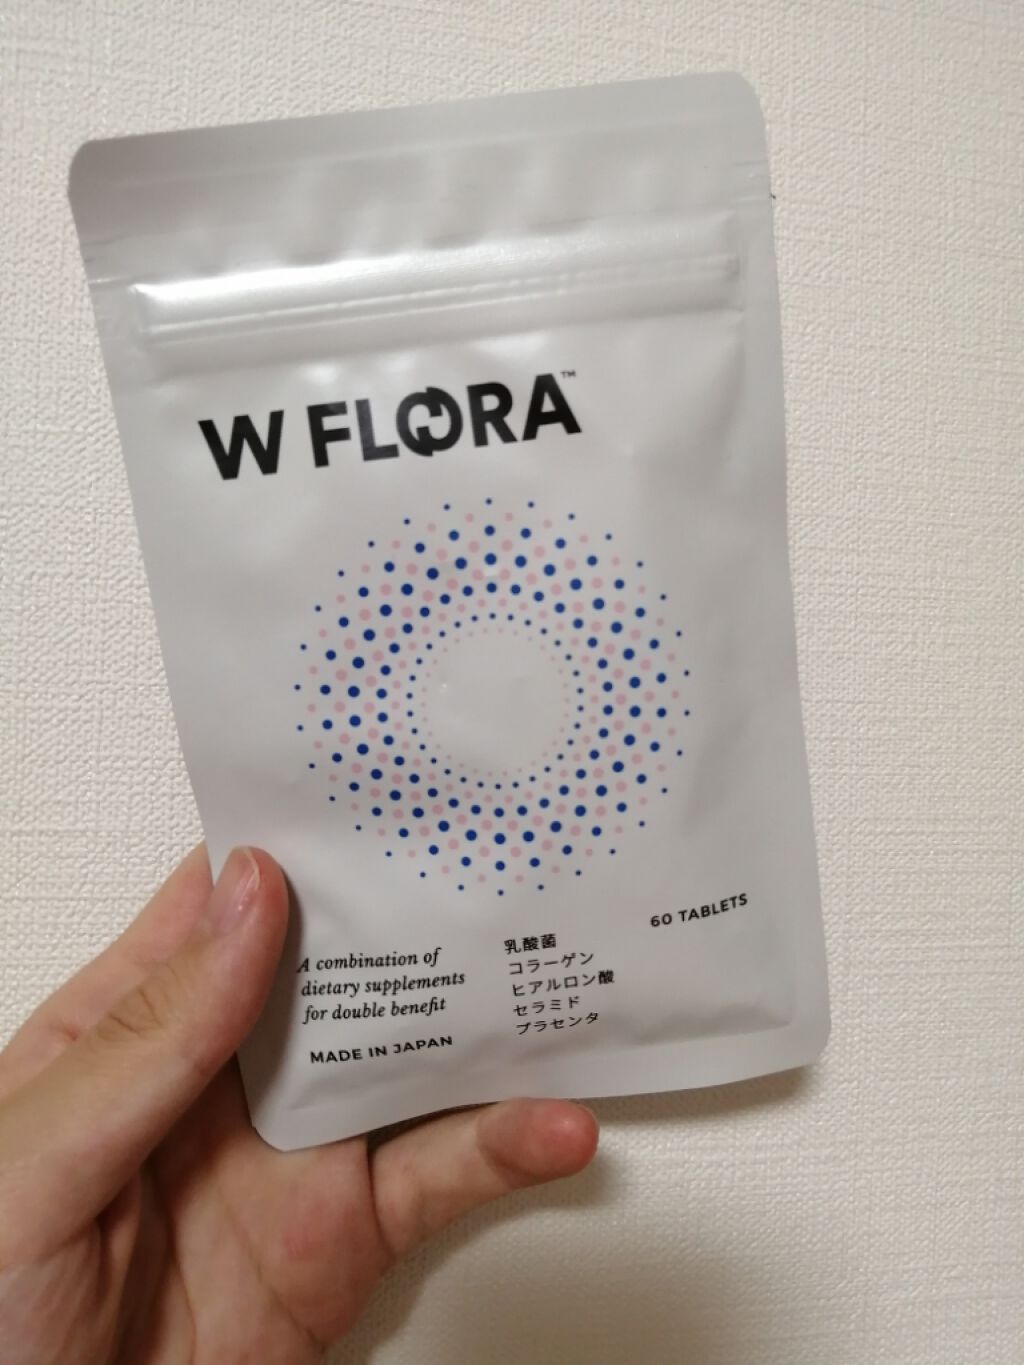 W FLORA™
60 TABLETS
A combination of
dietary supplements
for double benefit
MADE IN JAPAN
乳酸菌
コラーゲン
ヒアルロン酸
セラミド
プラセンタ